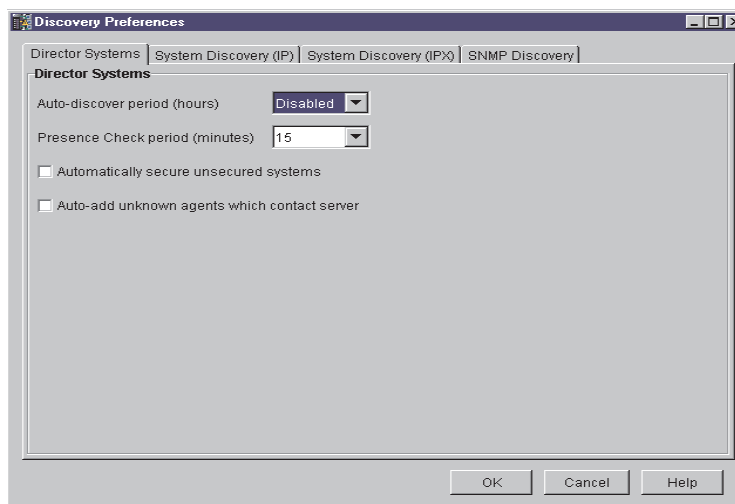 Discovery Preferences
Director Systems System Discovery (IP) System Discovery (IPX) SNMP Discovery
Director Systems
Auto-discover period (hours) Disabled
Presence Check period (minutes) 15
Automatically secure unsecured systems
Auto-add unknown agents which contact server
OK Cancel Help